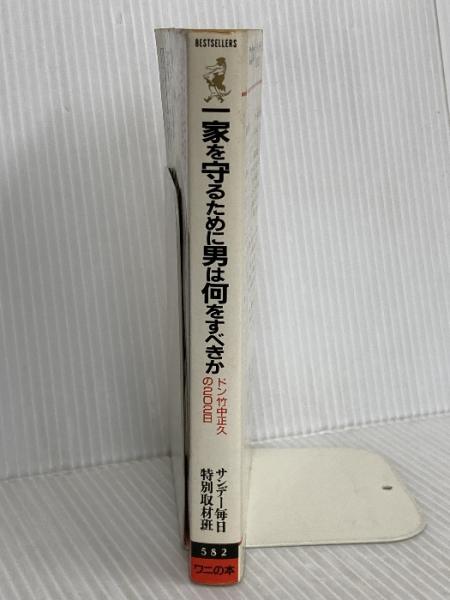 BESTSELLERS
一家を守るために男は何をすべきか
ドン竹中正久
の202日
サンデー毎日
特別取材班
582
ワニの本